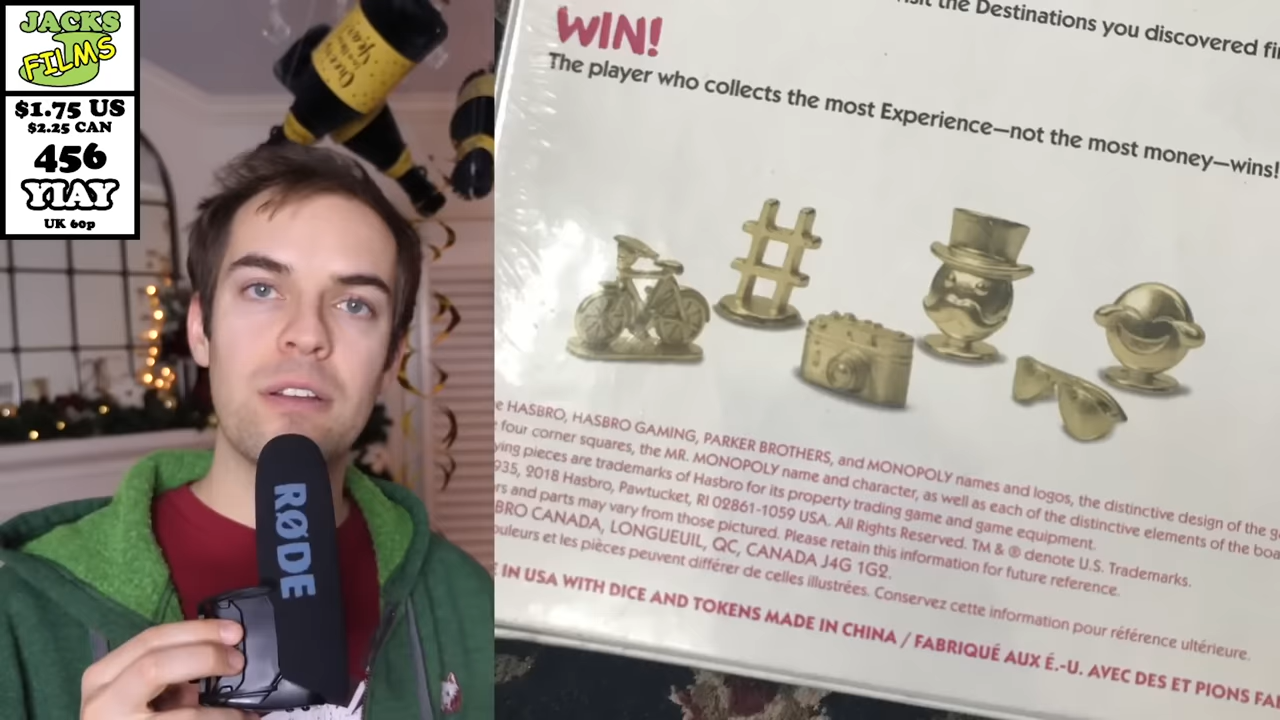 JACKS
FILMS
$1.75 US
$2.25 CAN
456
YIAY
UK 60p
RØDE
the Destinations you discovered
WIN!
The player who collects the most Experience—not the most money—wins!
HASBRO, HASBRO GAMING, PARKER BROTHERS, and MONOPOLY names and logos, the distinctive design of the
four corner squares, the MR. MONOPOLY name and character, as well as each of the distinctive elements of the
pieces are trademarks of Hasbro for its property trading game and game equipment.
935, 2018 Hasbro, Pawtucket, RI 02861-1059 USA. All Rights Reserved. TM & ® denote U.S. Trademarks.
and parts may vary from those pictured. Please retain this information for future reference.
BRO CANADA, LONGUEUIL, QC, CANADA J4G 1G2.
ouleurs et les pièces peuvent différer de celles illustrées. Conservez cette information pour référence ultérieure.
IN USA WITH DICE AND TOKENS MADE IN CHINA / FABRIQUÉ AUX É.-U. AVEC DES ET PIONS FA